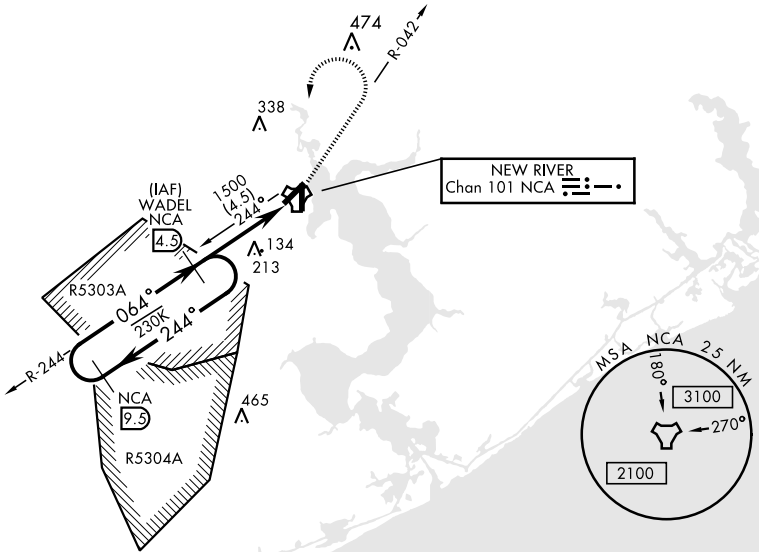 474
R-042
338
NEW RIVER
Chan 101 NCA
(IAF)
WADEL
NCA
4.5
1500
(4.5)
244°
134
213
R5303A
064°
230K
244°
R-244
NCA
9.5
465
R5304A
MSA NCA 25 NM
180°
3100
270°
2100